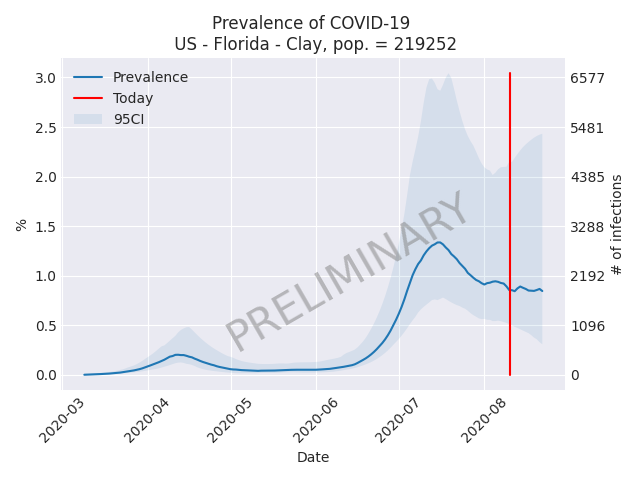 Prevalence of COVID-19
US - Florida - Clay, pop. = 219252
Prevalence
Today
95CI
3.0
2.5
2.0
1.5
1.0
0.5
0.0
%
6577
5481
4385
3288
2192
1096
0
# of infections
PRELIMINARY
2020-03
2020-04
2020-05
2020-06
2020-07
2020-08
Date